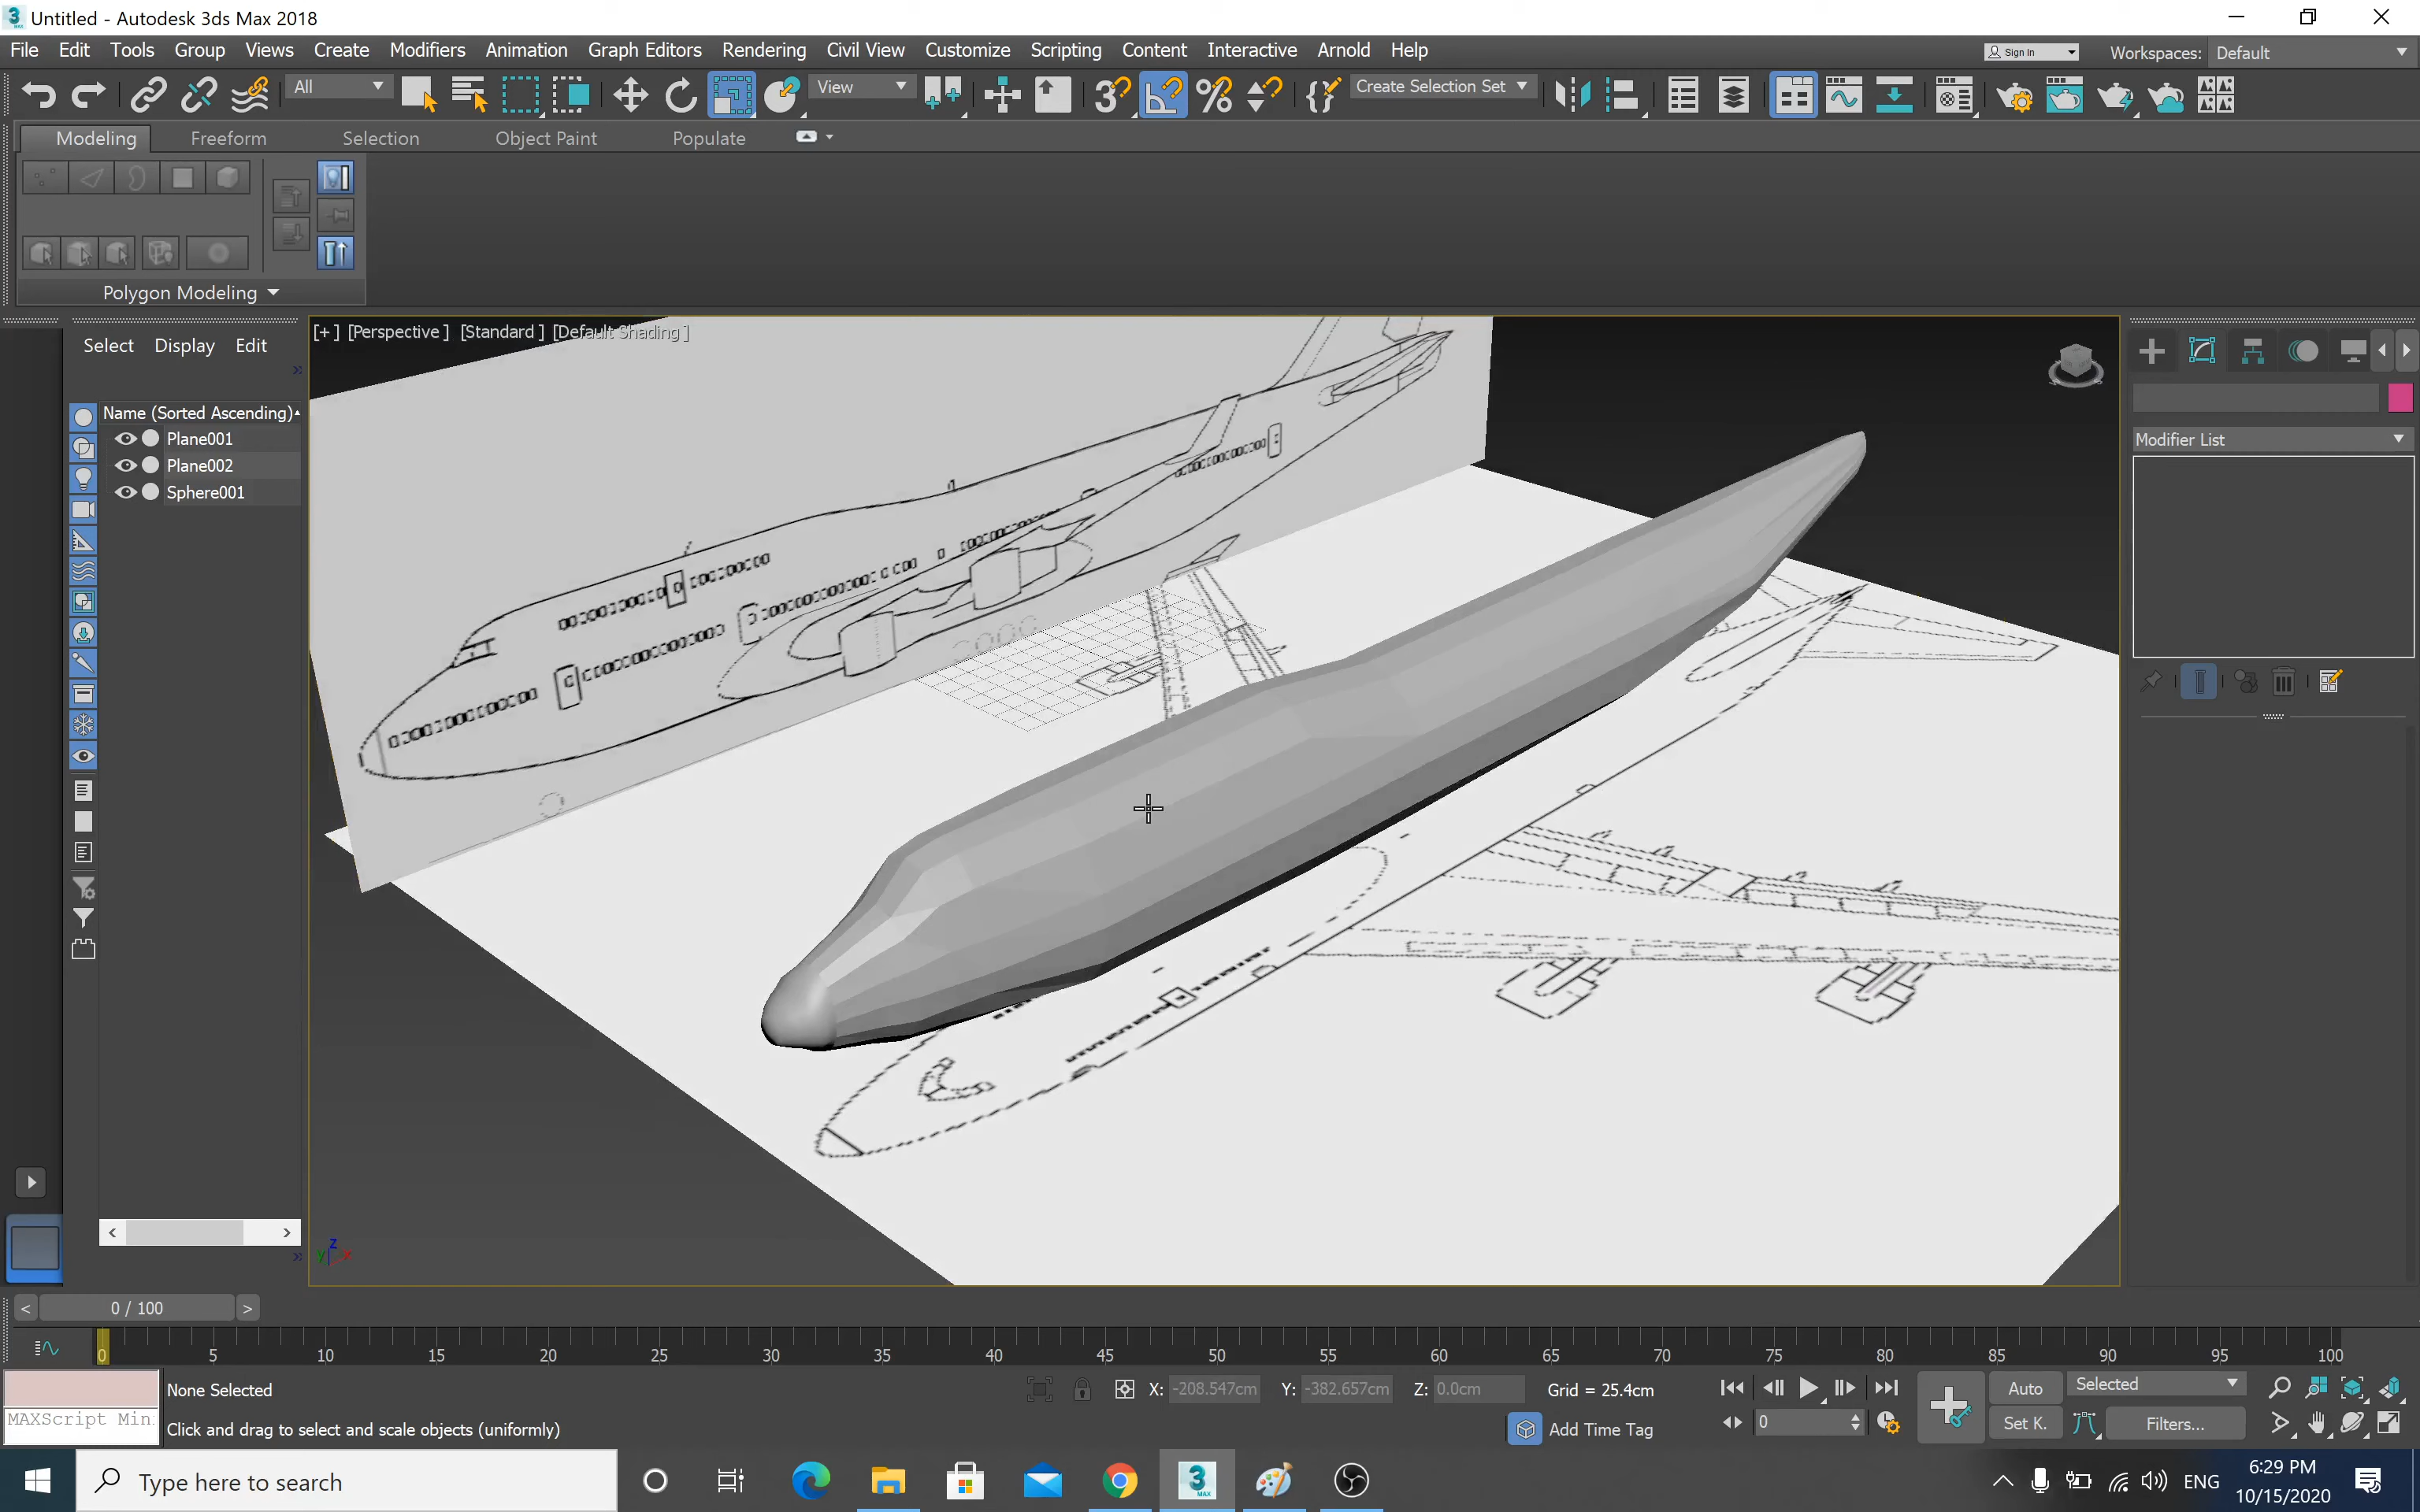 Untitled - Autodesk 3ds Max 2018
File Edit Tools Group Views Create Modifiers Animation Graph Editors Rendering Civil View Customize Scripting Content Interactive Arnold Help
Sign In
Workspaces: Default
All
View
Create Selection Set
Modeling Freeform Selection Object Paint Populate
Polygon Modeling
Select Display Edit
[+] [Perspective] [Standard] [Default Shading]
Name (Sorted Ascending)
Plane001
Plane002
Sphere001
Modifier List
z
y x
0 / 100
0 5 10 15 20 25 30 35 40 45 50 55 60 65 70 75 80 85 90 95 100
None Selected
X: -208.547cm Y: -382.657cm Z: 0.0cm Grid = 25.4cm
Auto Selected
MAXScript Min
Click and drag to select and scale objects (uniformly)
Add Time Tag
0
Set K. Filters...
Type here to search
3 MAX
ENG
6:29 PM
10/15/2020